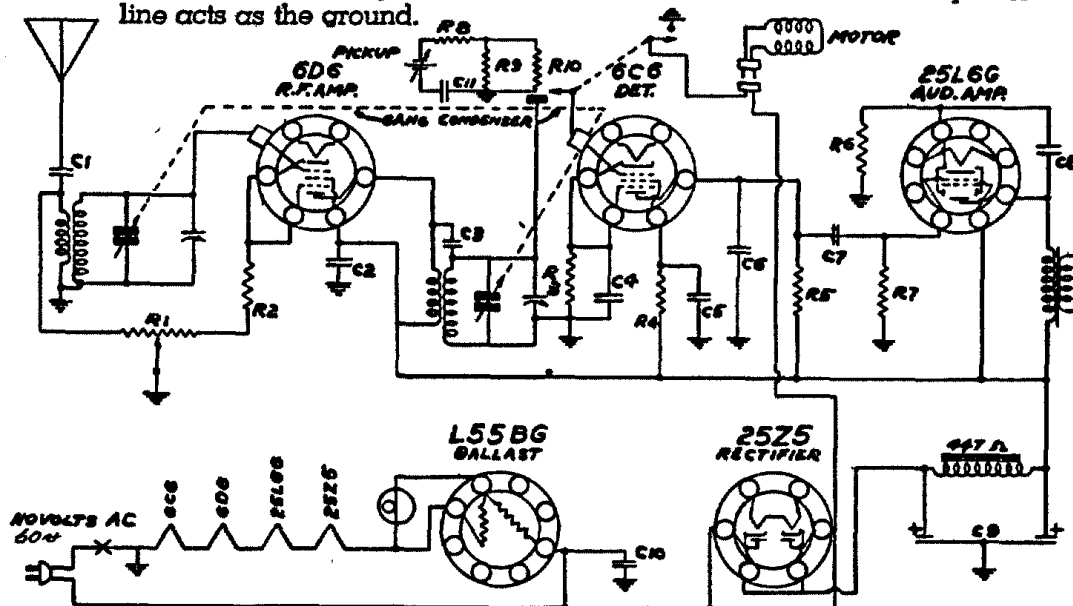 line acts as the ground.
PICKUP
R8
R9
R10
C11
MOTOR
6D6
R.F. AMP.
6C6
DET.
25L6G
AUD. AMP.
GANG CONDENSER
C1
R6
C8
C3
C2
R2
C4
R4
C5
C6
C7
R5
R7
R1
L55BG
BALLAST
25Z5
RECTIFIER
447 Ω
6C6
6D6
25L6G
25Z5
110 VOLTS AC
60~
C10
+ C9 +